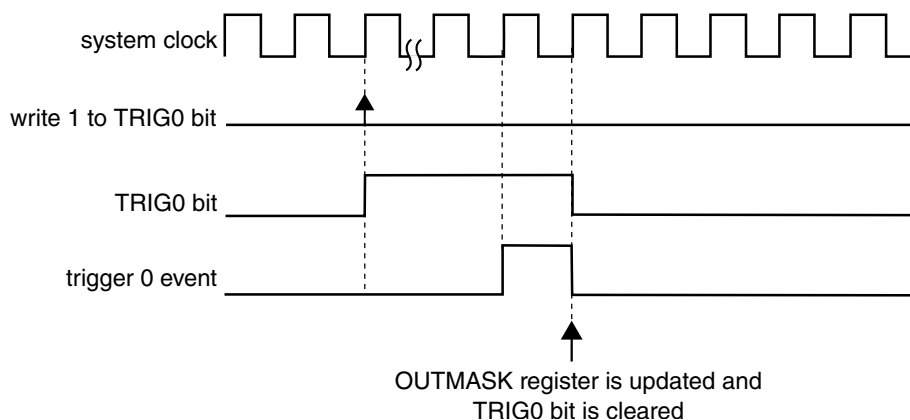 system clock
write 1 to TRIG0 bit
TRIG0 bit
trigger 0 event
OUTMASK register is updated and
TRIG0 bit is cleared